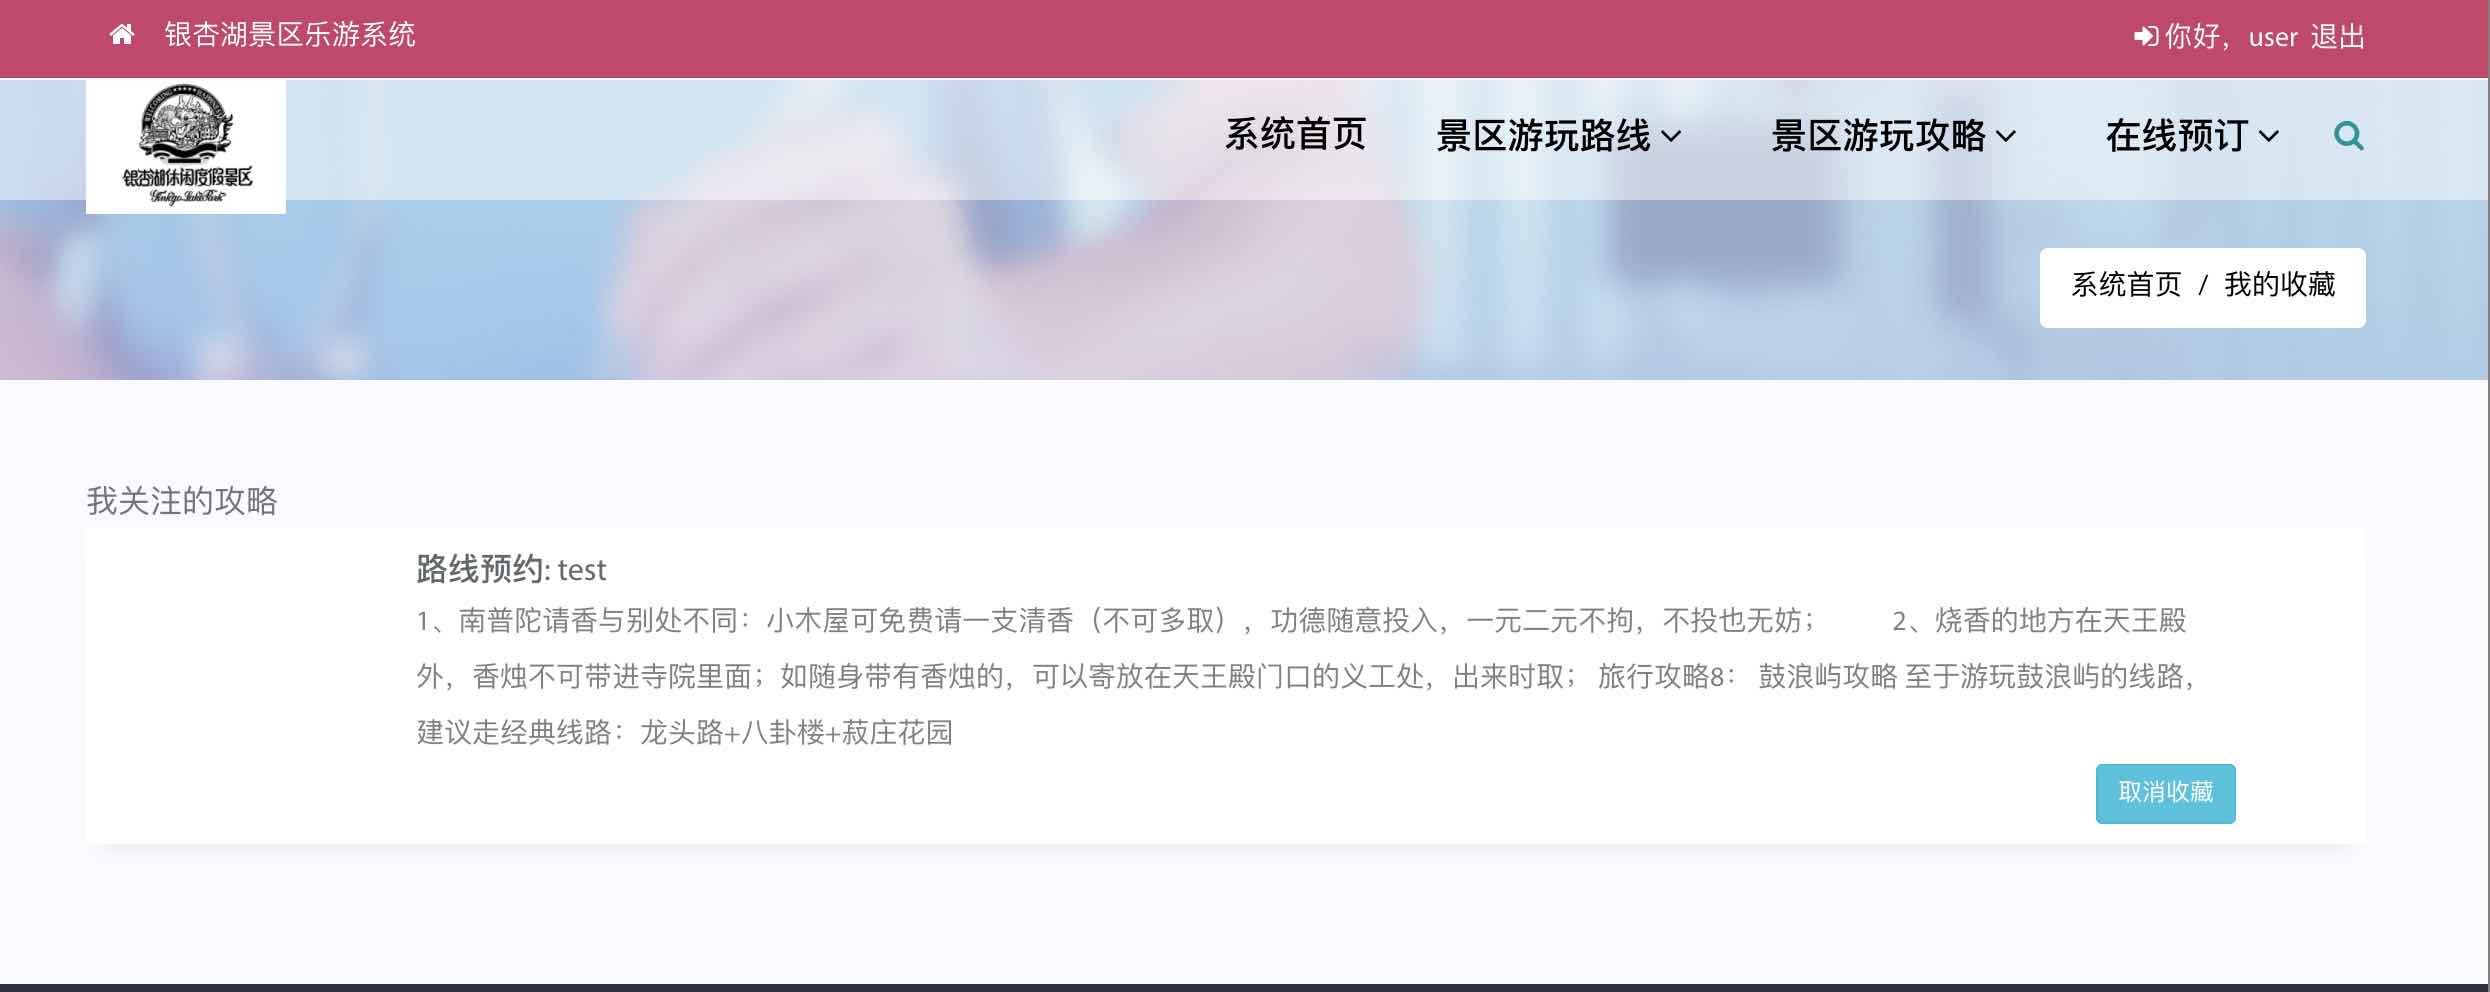 银杏湖景区乐游系统
你好，user 退出
WELCOMING ★★★★★ HAPPINESS
银杏湖休闲度假景区
Ginkgo Lake Park
系统首页 景区游玩路线 景区游玩攻略 在线预订
系统首页 / 我的收藏
我关注的攻略
路线预约: test
1、南普陀请香与别处不同：小木屋可免费请一支清香（不可多取），功德随意投入，一元二元不拘，不投也无妨； 2、烧香的地方在天王殿
外，香烛不可带进寺院里面；如随身带有香烛的，可以寄放在天王殿门口的义工处，出来时取； 旅行攻略8： 鼓浪屿攻略 至于游玩鼓浪屿的线路，
建议走经典线路：龙头路+八卦楼+菽庄花园
取消收藏